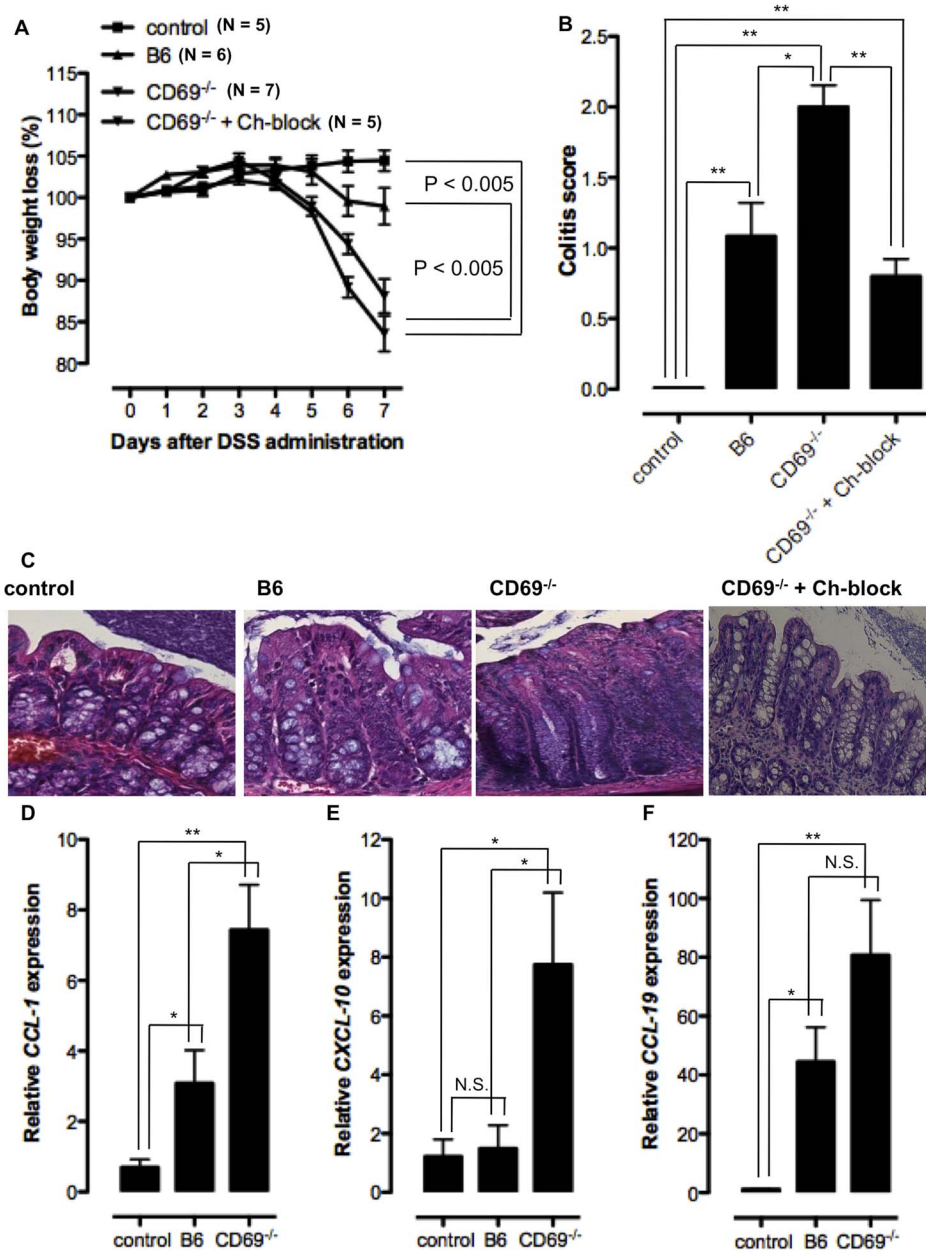 A
control (N = 5)
B6 (N = 6)
CD69-/- (N = 7)
CD69-/- + Ch-block (N = 5)
Body weight loss (%)
115
110
105
100
95
90
85
80
P < 0.005
P < 0.005
0 1 2 3 4 5 6 7
Days after DSS administration
B
**
**
* **
**
Colitis score
2.5
2.0
1.5
1.0
0.5
0.0
control
B6
CD69-/-
CD69-/- + Ch-block
C
control B6 CD69-/- CD69-/- + Ch-block
D
**
*
*
Relative CCL-1 expression
10
8
6
4
2
0
control B6 CD69-/-
E
*
*
N.S.
Relative CXCL-10 expression
12
10
8
6
4
2
0
control B6 CD69-/-
F
**
N.S.
*
Relative CCL-19 expression
120
100
80
60
40
20
0
control B6 CD69-/-